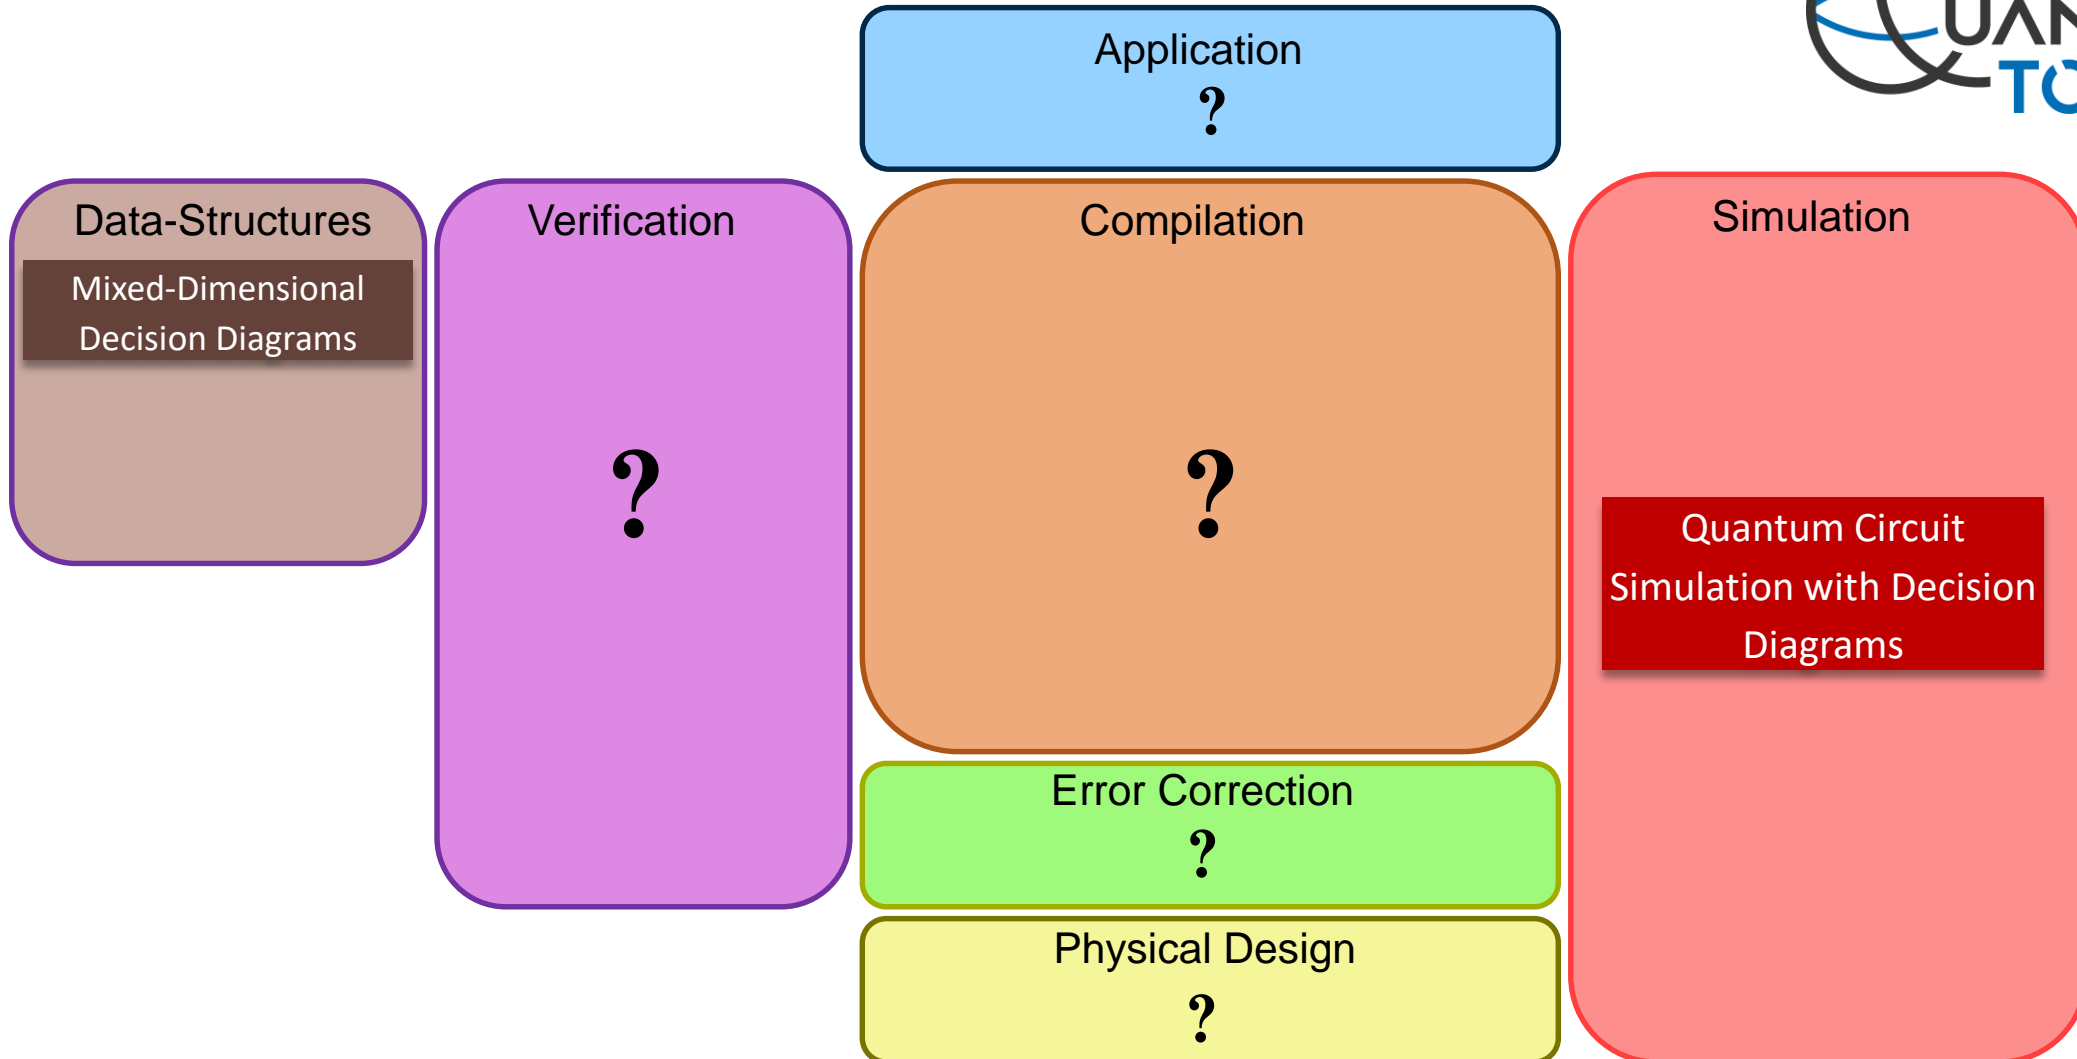 Application
?
Data-Structures
Mixed-Dimensional
Decision Diagrams
Verification
?
Compilation
?
Error Correction
?
Physical Design
?
Simulation
Quantum Circuit
Simulation with Decision
Diagrams